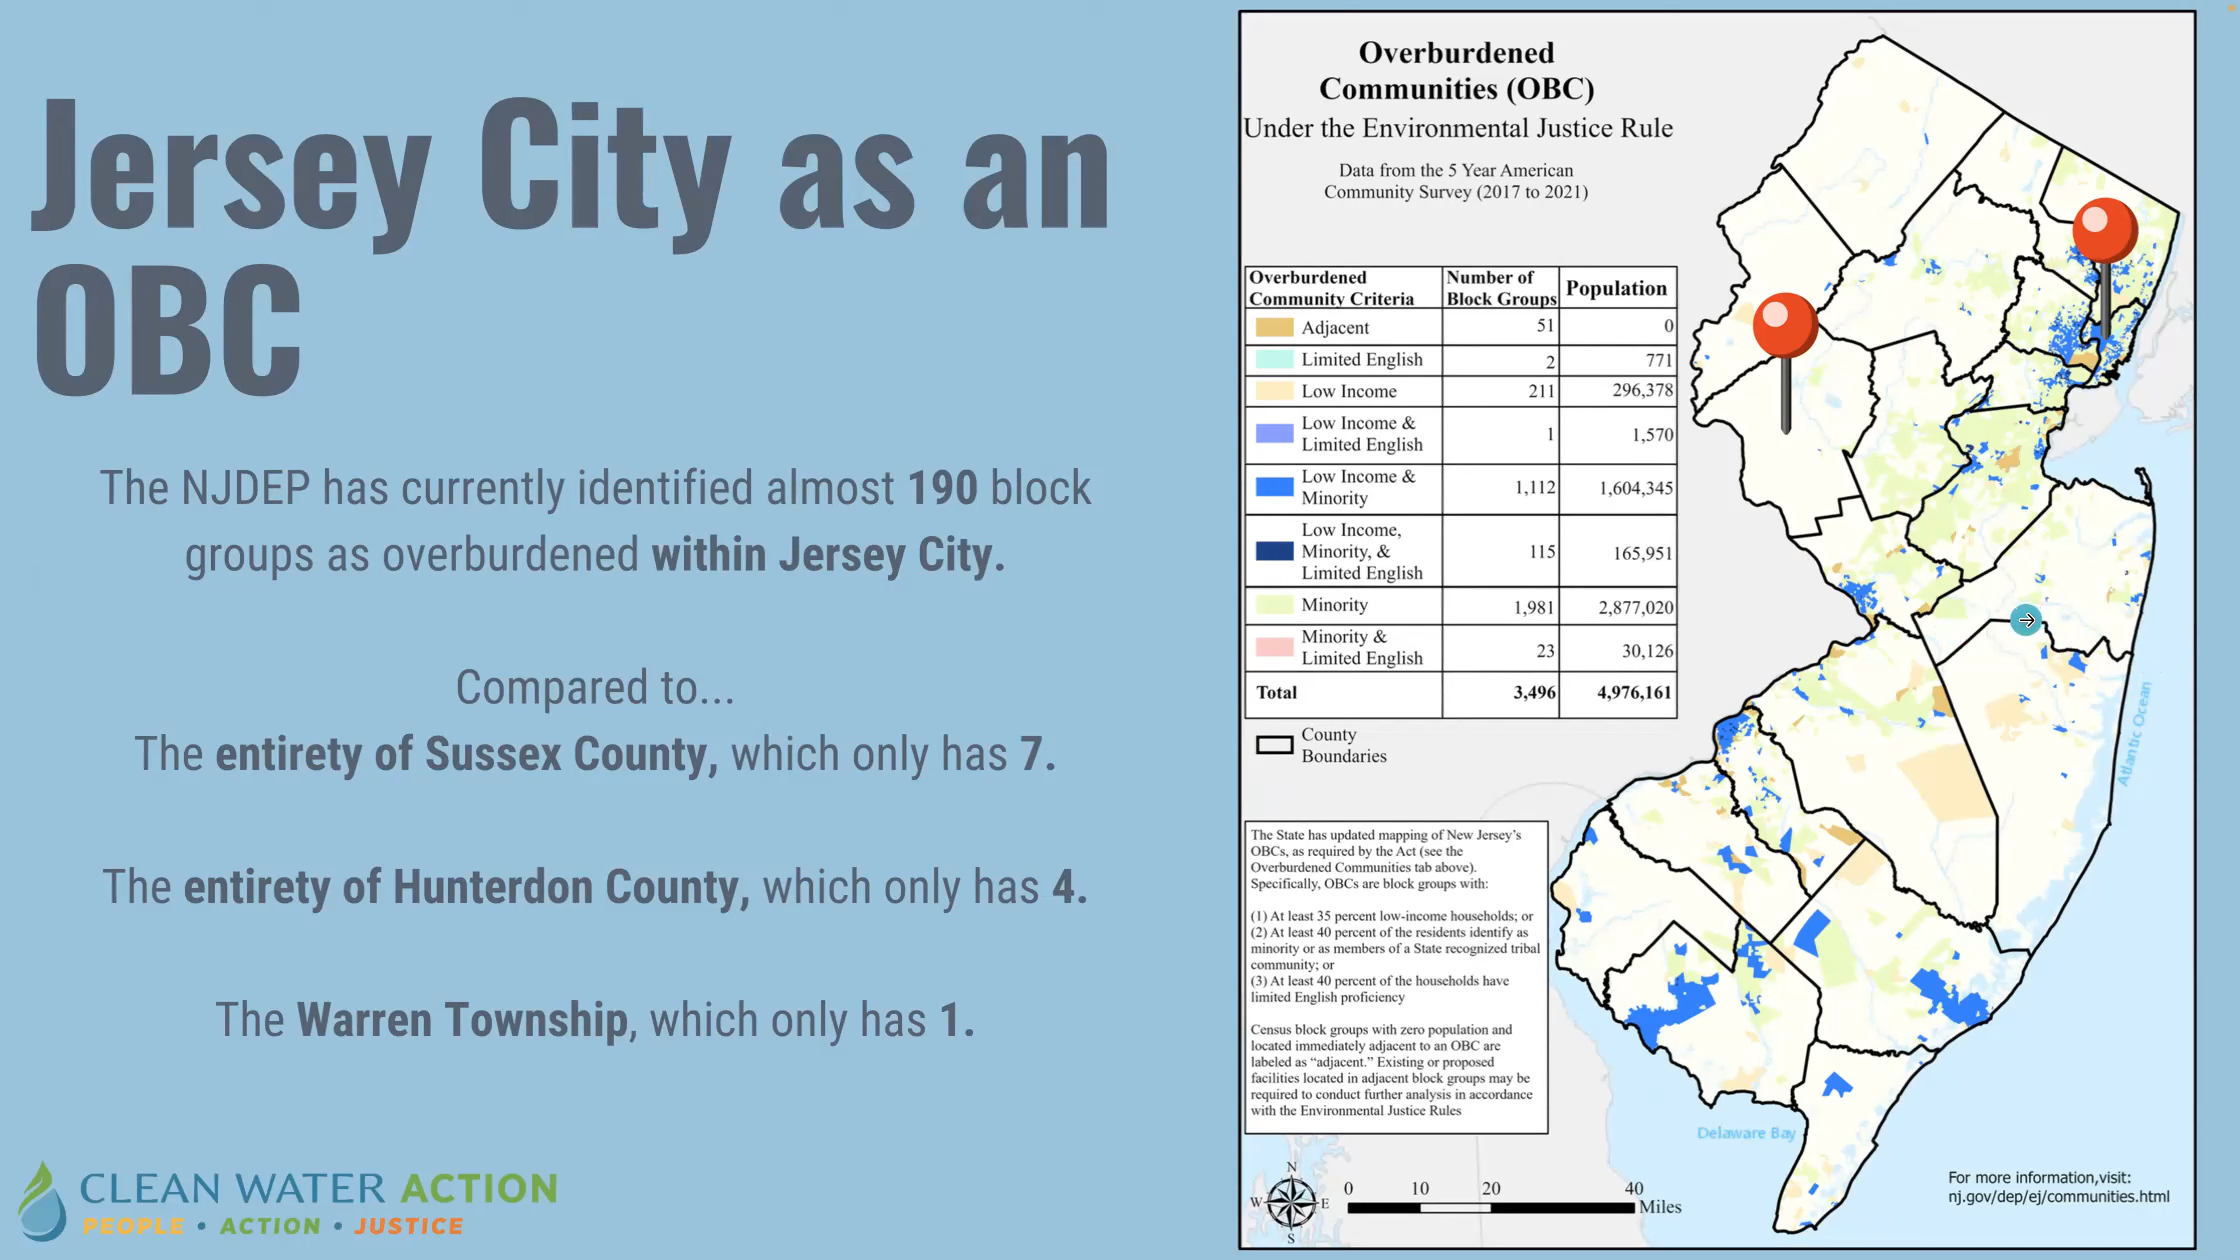 Jersey City as an
OBC
The NJDEP has currently identified almost 190 block
groups as overburdened within Jersey City.
Compared to...
The entirety of Sussex County, which only has 7.
The entirety of Hunterdon County, which only has 4.
The Warren Township, which only has 1.
CLEAN WATER ACTION
PEOPLE • ACTION • JUSTICE
Overburdened
Communities (OBC)
Under the Environmental Justice Rule
Data from the 5 Year American
Community Survey (2017 to 2021)
Overburdened Community Criteria Number of Block Groups Population
Adjacent 51 0
Limited English 2 771
Low Income 211 296,378
Low Income & Limited English 1 1,570
Low Income & Minority 1,112 1,604,345
Low Income, Minority, & Limited English 115 165,951
Minority 1,981 2,877,020
Minority & Limited English 23 30,126
Total 3,496 4,976,161
County
Boundaries
The State has updated mapping of New Jersey's
OBCs, as required by the Act (see the
Overburdened Communities tab above).
Specifically, OBCs are block groups with:
(1) At least 35 percent low-income households; or
(2) At least 40 percent of the residents identify as
minority or as members of a State recognized tribal
community; or
(3) At least 40 percent of the households have
limited English proficiency
Census block groups with zero population and
located immediately adjacent to an OBC are
labeled as “adjacent.” Existing or proposed
facilities located in adjacent block groups may be
required to conduct further analysis in accordance
with the Environmental Justice Rules
Atlantic Ocean
Delaware Bay
N
W E
S
0 10 20 40
Miles
For more information,visit:
nj.gov/dep/ej/communities.html